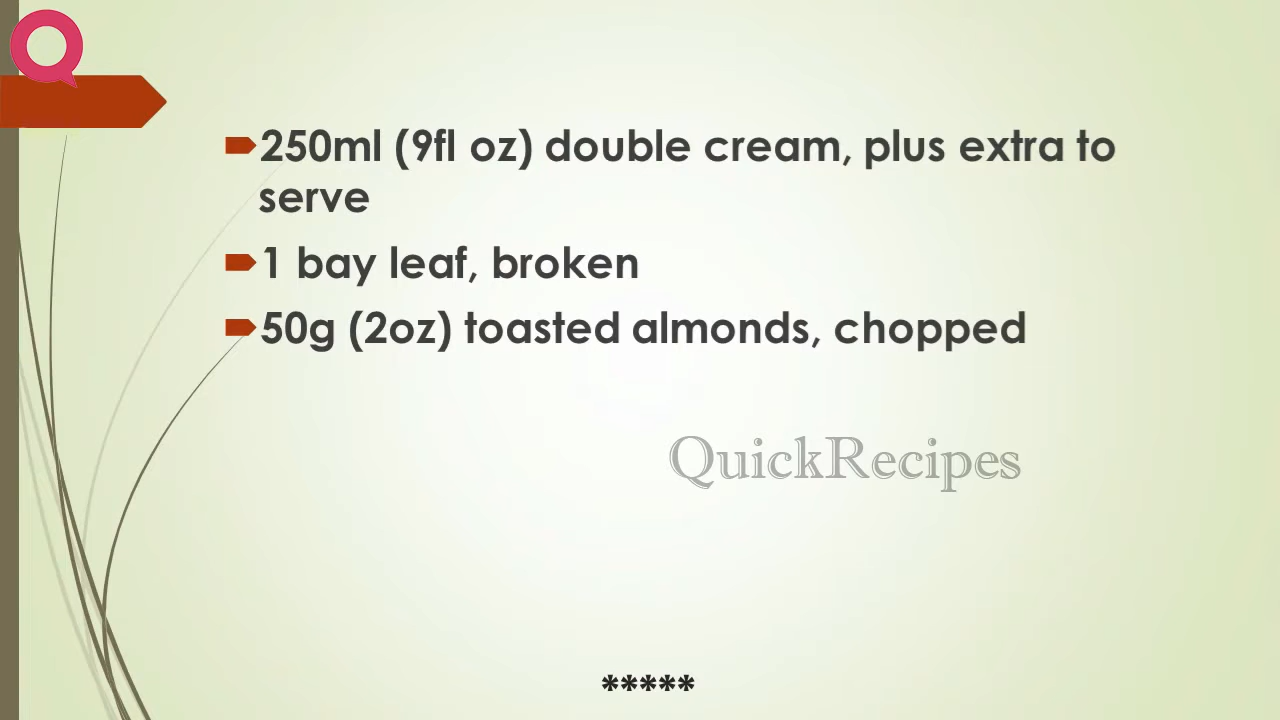 250ml (9fl oz) double cream, plus extra to
serve
1 bay leaf, broken
50g (2oz) toasted almonds, chopped
QuickRecipes
*****